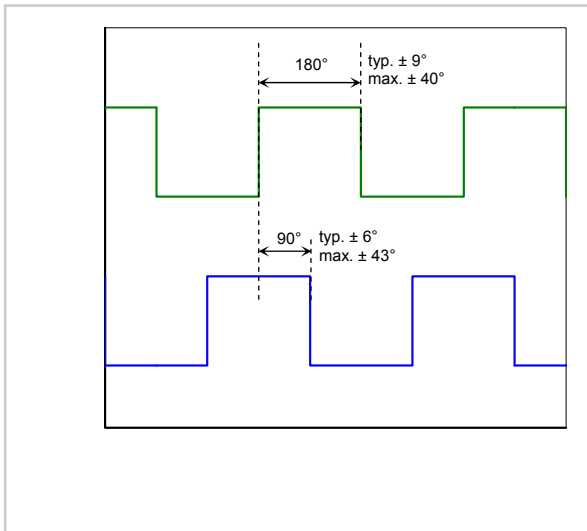 180°
typ. ± 9°
max. ± 40°
90°
typ. ± 6°
max. ± 43°